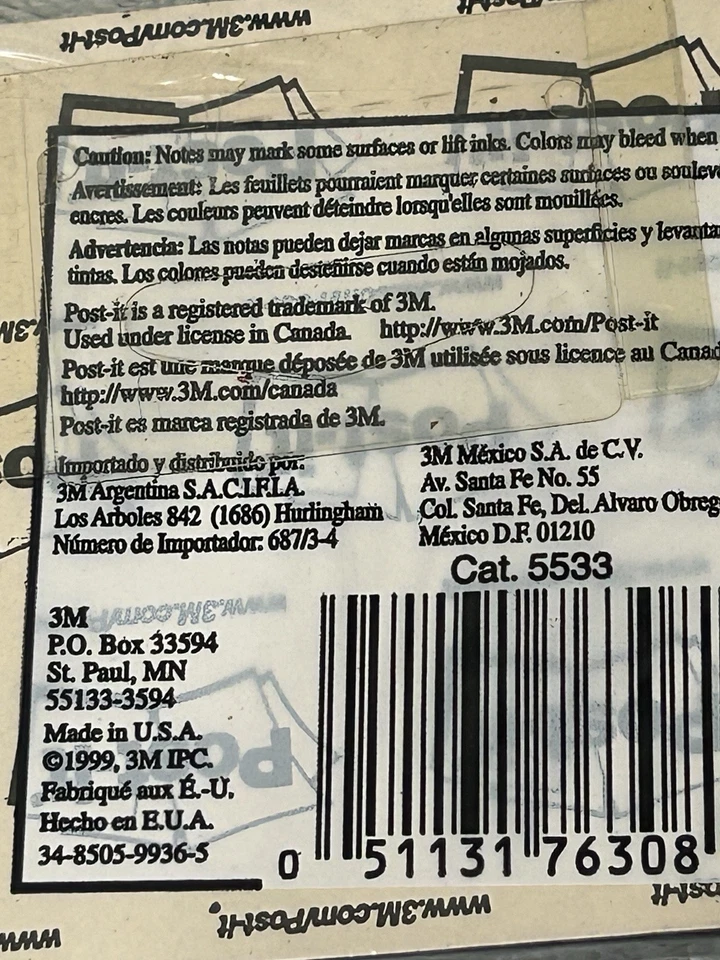 www.3M.com/Post-it
Caution: Notes may mark some surfaces or lift inks. Colors may bleed when
Avertissement: Les feuillets pourraient marquer certaines surfaces ou souleve
encres. Les couleurs peuvent déteindre lorsqu'elles sont mouillées.
Advertencia: Las notas pueden dejar marcas en algunas superficies y levanta
tintas. Los colores pueden desteñirse cuando están mojados.
Post-it is a registered trademark of 3M.
Used under license in Canada. http://www.3M.com/Post-it
Post-it est une marque déposée de 3M utilisée sous licence au Canad
http://www.3M.com/canada
Post-it es marca registrada de 3M.
Importado y distribuido por:
3M Argentina S.A.C.I.F.I.A.
Los Arboles 842 (1686) Hurlingham
Número de Importador: 687/3-4
3M México S.A. de C.V.
Av. Santa Fe No. 55
Col. Santa Fe, Del. Alvaro Obreg
México D.F. 01210
Cat. 5533
3M
P.O. Box 33594
St. Paul, MN
55133-3594
Made in U.S.A.
©1999, 3M IPC.
Fabriqué aux É.-U.
Hecho en E.U.A.
34-8505-9936-5
0 51131 76308
www.3M.com/Post-it
www